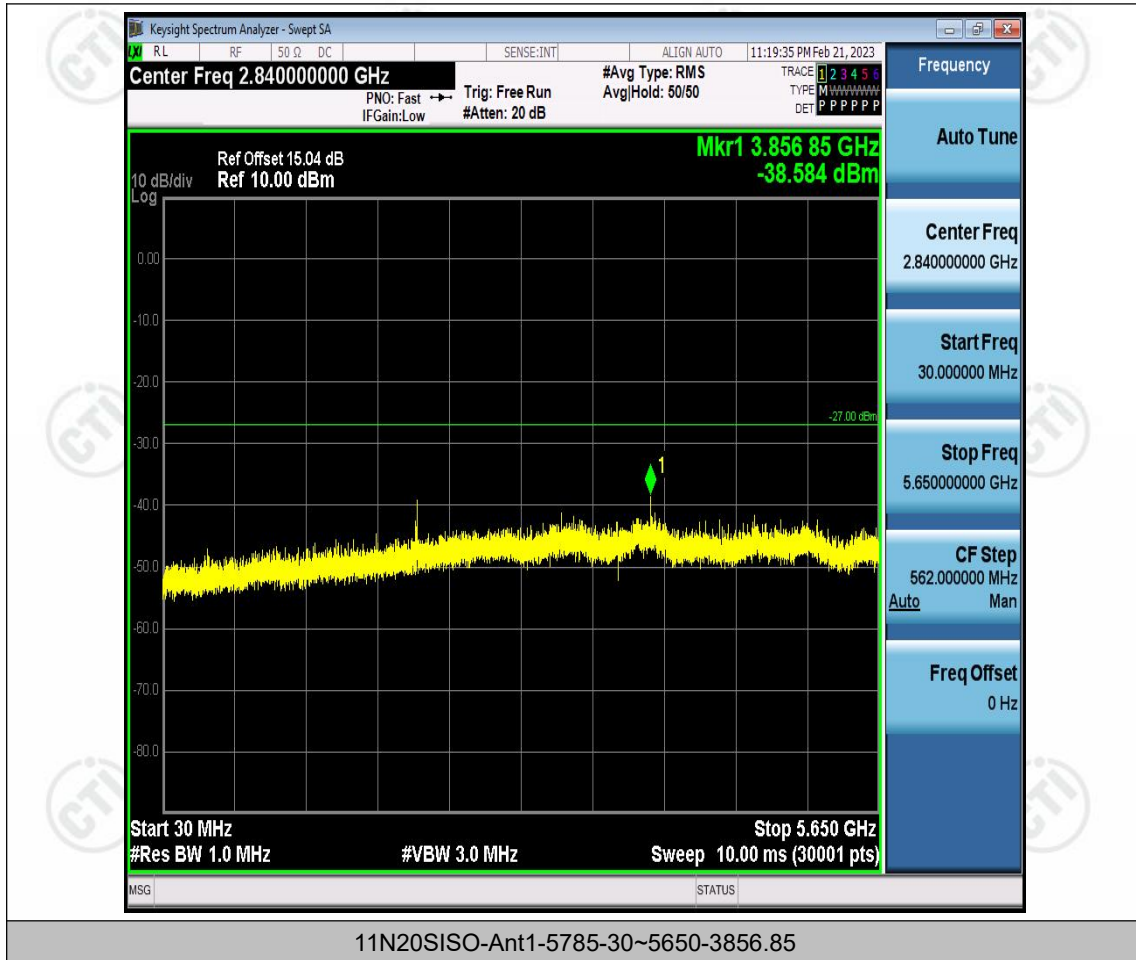 Keysight Spectrum Analyzer - Swept SA
LXI RL RF 50 Ω DC SENSE:INT ALIGN AUTO 11:19:35 PM Feb 21, 2023
Center Freq 2.840000000 GHz
PNO: Fast
IFGain:Low
Trig: Free Run
#Atten: 20 dB
#Avg Type: RMS
Avg|Hold: 50/50
TRACE 1 2 3 4 5 6
TYPE M WWWWW
DET P P P P P P
Mkr1 3.856 85 GHz
-38.584 dBm
Ref Offset 15.04 dB
10 dB/div Ref 10.00 dBm
Log
0.00
-10.0
-20.0
-27.00 dBm
-30.0
1
-40.0
-50.0
-60.0
-70.0
-80.0
Start 30 MHz Stop 5.650 GHz
#Res BW 1.0 MHz #VBW 3.0 MHz Sweep 10.00 ms (30001 pts)
MSG STATUS
Frequency
Auto Tune
Center Freq
2.840000000 GHz
Start Freq
30.000000 MHz
Stop Freq
5.650000000 GHz
CF Step
562.000000 MHz
Auto Man
Freq Offset
0 Hz
CTI
CTI
CTI
CTI
CTI
CTI
11N20SISO-Ant1-5785-30~5650-3856.85